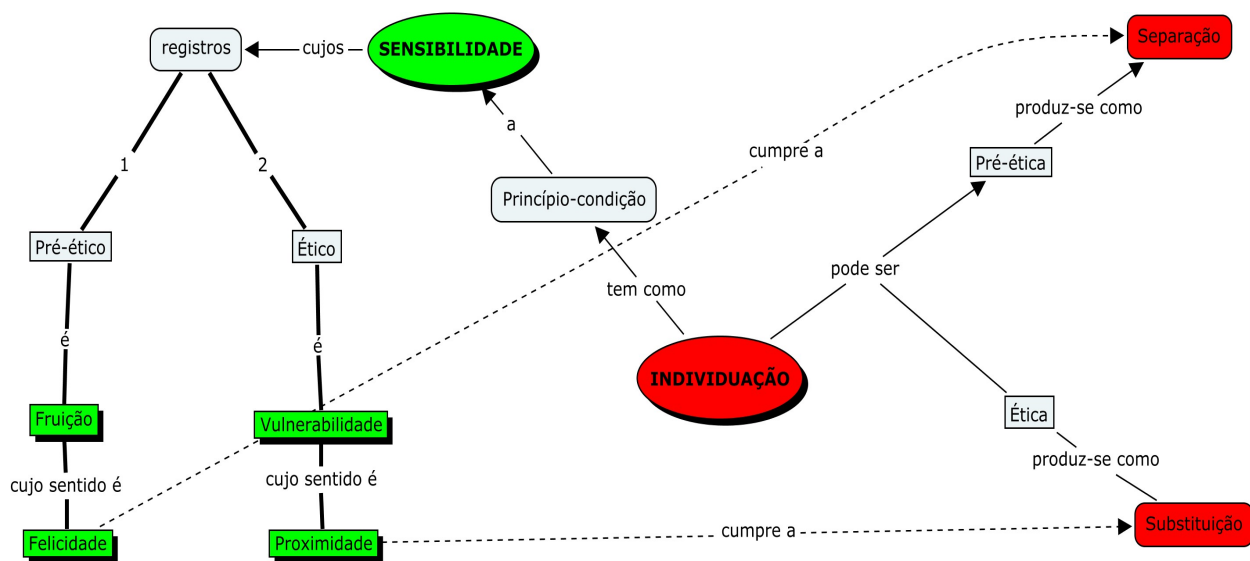 registros
cujos
SENSIBILIDADE
Separação
produz-se como
a
cumpre a
1
2
Pré-ética
Princípio-condição
Pré-ético
Ético
pode ser
tem como
é
é
INDIVIDUAÇÃO
Fruição
Vulnerabilidade
Ética
cujo sentido é
cujo sentido é
produz-se como
Felicidade
Proximidade
cumpre a
Substituição